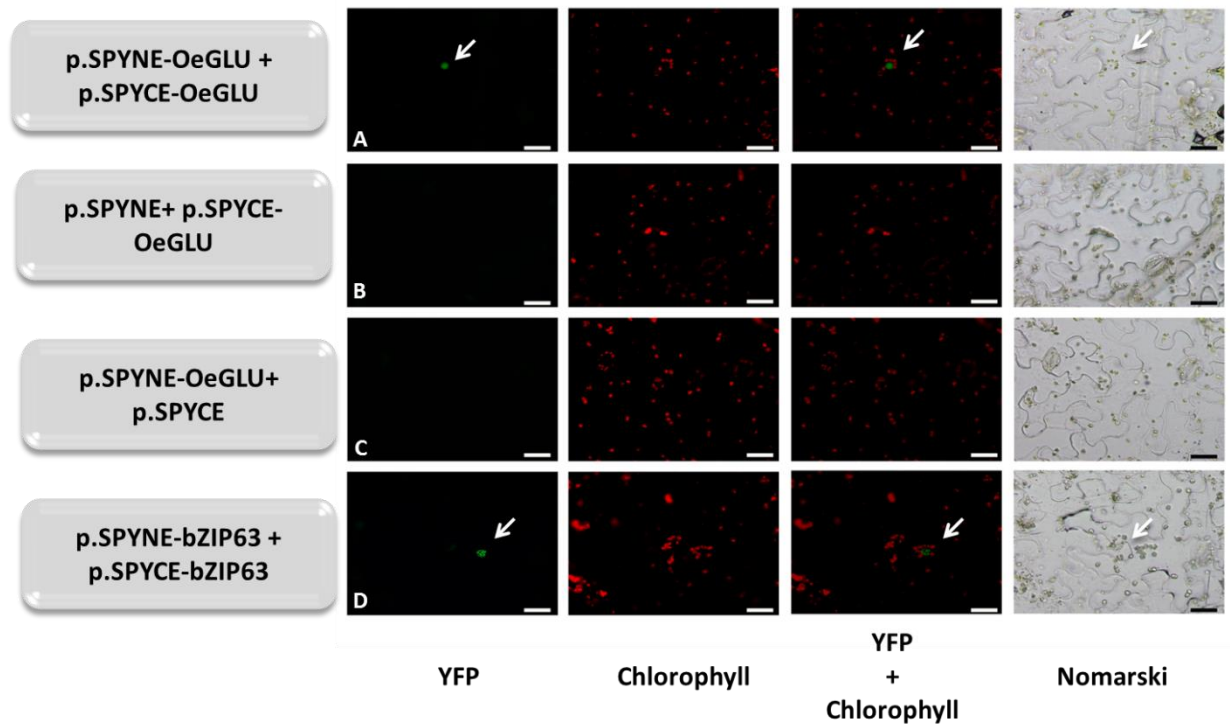 p.SPYNE-OeGLU +
p.SPYCE-OeGLU
A
p.SPYNE+ p.SPYCE-
OeGLU
B
p.SPYNE-OeGLU+
p.SPYCE
C
p.SPYNE-bZIP63 +
p.SPYCE-bZIP63
D
YFP
Chlorophyll
YFP
+
Chlorophyll
Nomarski